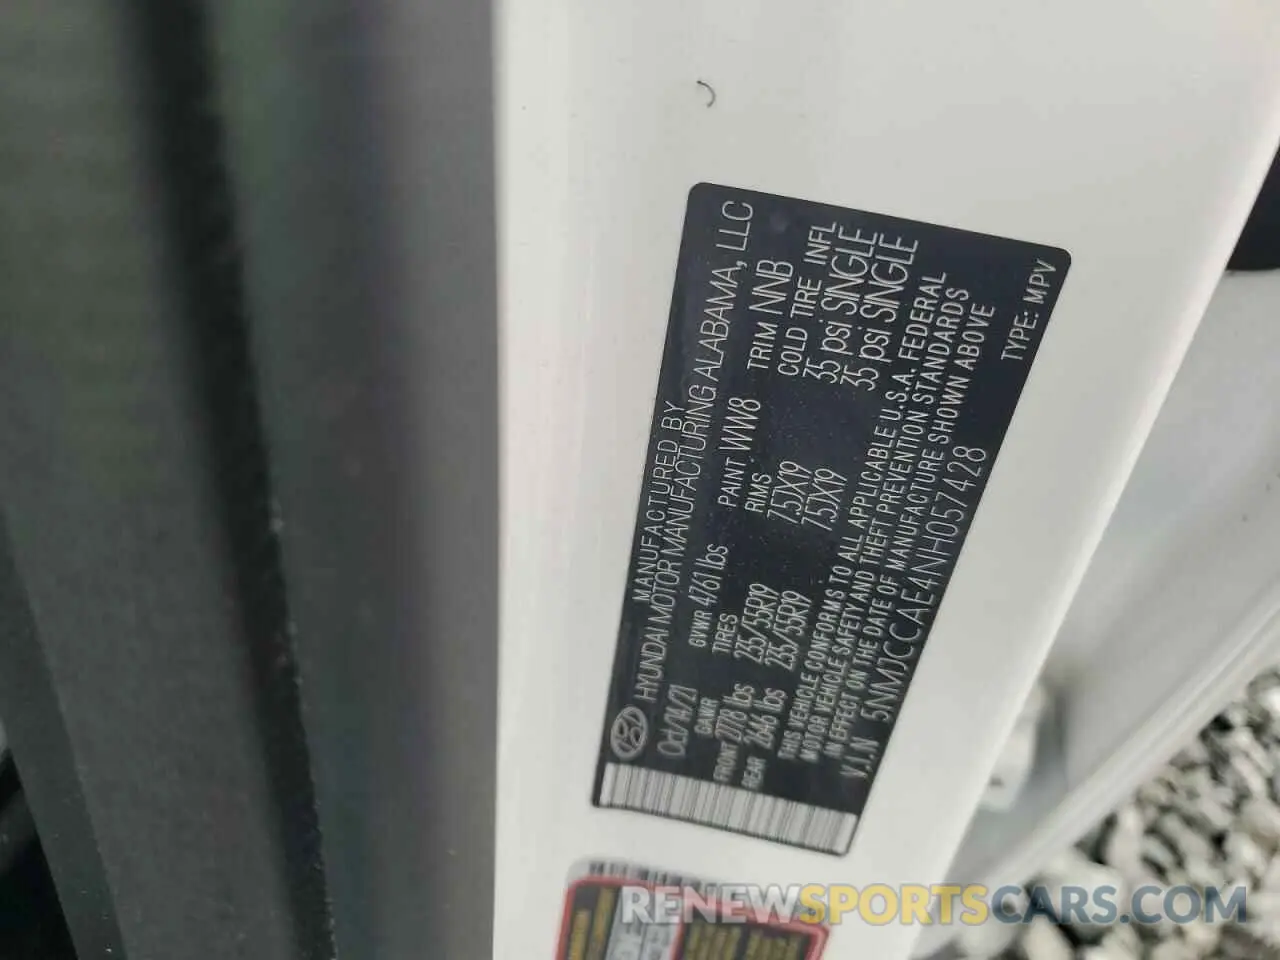 MANUFACTURED BY
HYUNDAI MOTOR MANUFACTURING ALABAMA, LLC
Oct/14/21 GVWR 4761 lbs PAINT WW8 TRIM NNB
GAWR TIRES RIMS COLD TIRE INFL
FRONT 2778 lbs 235/55R19 7.5JX19 35 psi SINGLE
REAR 2646 lbs 235/55R19 7.5JX19 35 psi SINGLE
THIS VEHICLE CONFORMS TO ALL APPLICABLE U.S.A. FEDERAL
MOTOR VEHICLE SAFETY AND THEFT PREVENTION STANDARDS
IN EFFECT ON THE DATE OF MANUFACTURE SHOWN ABOVE
V.I.N 5NMJCCAE4NH057428 TYPE: MPV
RENEWSPORTSCARS.COM